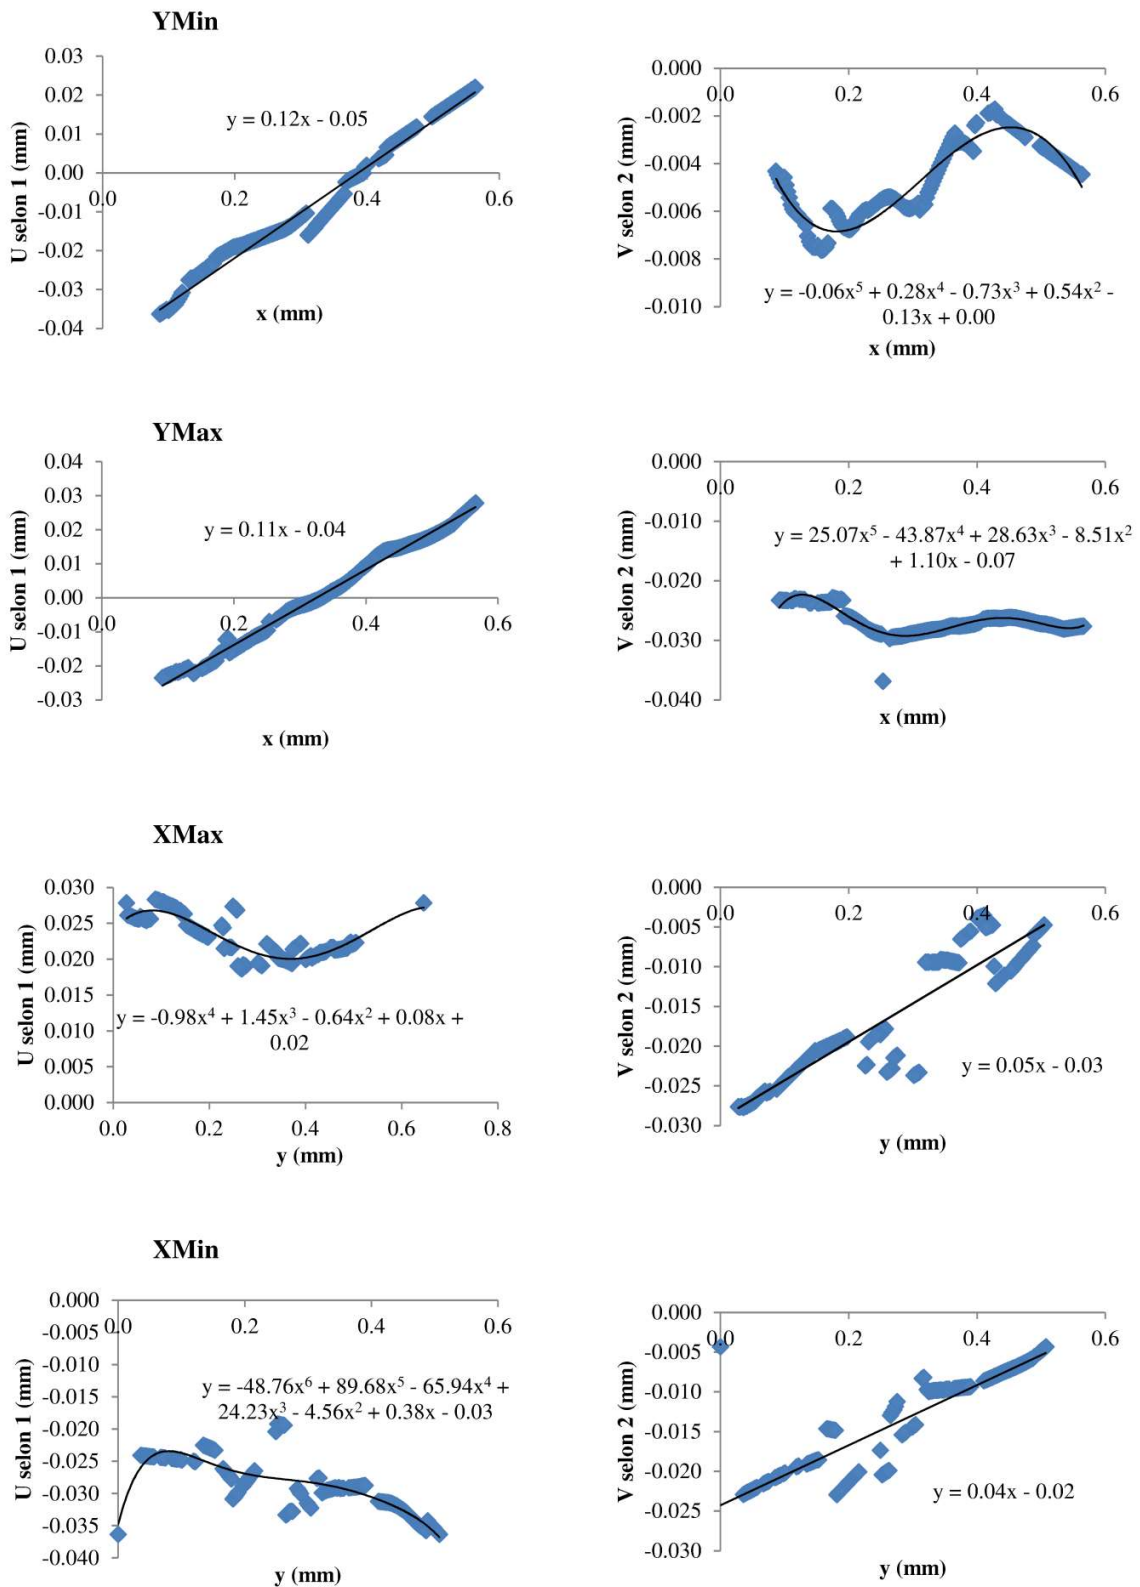 YMin
0.03
0.02
0.01
0.00
-0.01
-0.02
-0.03
-0.04
0.0
0.2
0.4
0.6
U selon 1 (mm)
x (mm)
y = 0.12x - 0.05
0.000
-0.002
-0.004
-0.006
-0.008
-0.010
0.0
0.2
0.4
0.6
V selon 2 (mm)
y = -0.06x⁵ + 0.28x⁴ - 0.73x³ + 0.54x² -
0.13x + 0.00
x (mm)
YMax
0.04
0.03
0.02
0.01
0.00
-0.01
-0.02
-0.03
0.0
0.2
0.4
0.6
U selon 1 (mm)
y = 0.11x - 0.04
x (mm)
0.000
-0.010
-0.020
-0.030
-0.040
0.0
0.2
0.4
0.6
V selon 2 (mm)
y = 25.07x⁵ - 43.87x⁴ + 28.63x³ - 8.51x²
+ 1.10x - 0.07
x (mm)
XMax
0.030
0.025
0.020
0.015
0.010
0.005
0.000
0.0
0.2
0.4
0.6
0.8
U selon 1 (mm)
y = -0.98x⁴ + 1.45x³ - 0.64x² + 0.08x +
0.02
y (mm)
0.000
-0.005
-0.010
-0.015
-0.020
-0.025
-0.030
0.0
0.2
0.4
0.6
V selon 2 (mm)
y = 0.05x - 0.03
y (mm)
XMin
0.000
-0.005
-0.010
-0.015
-0.020
-0.025
-0.030
-0.035
-0.040
0.0
0.2
0.4
0.6
U selon 1 (mm)
y = -48.76x⁶ + 89.68x⁵ - 65.94x⁴ +
24.23x³ - 4.56x² + 0.38x - 0.03
y (mm)
0.000
-0.005
-0.010
-0.015
-0.020
-0.025
-0.030
0.0
0.2
0.4
0.6
V selon 2 (mm)
y = 0.04x - 0.02
y (mm)